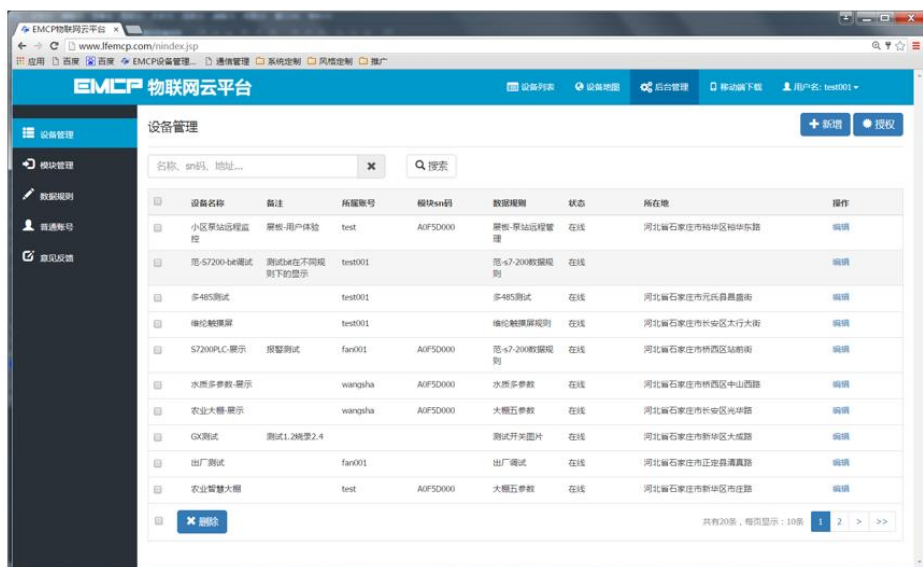 EMCP物联网云平台 ×
www.lfemcp.com/nindex.jsp
应用 百度 百度 EMCP设备管理... 通信管理 系统定制 风格定制 推广
EMCP 物联网云平台 设备列表 设备地图 后台管理 移动端下载 用户名: test001
设备管理
模块管理
数据规则
普通账号
意见反馈
设备管理 + 新增 授权
名称、sn码、地址... × 搜索
设备名称 备注 所属账号 模块sn码 数据规则 状态 所在地 操作
小区泵站远程监 展板-用户体验 test A0F5D000 展板-泵站远程管 在线 河北省石家庄市裕华区裕华东路 编辑
控 理
范-S7200-bit调试 测试bit在不同规 test001 范-s7-200数据规 在线 编辑
则下的显示 则
多485测试 test001 多485测试 在线 河北省石家庄市元氏县昌盛街 编辑
维纶触摸屏 test001 维纶触摸屏规则 在线 河北省石家庄市长安区太行大街 编辑
S7200PLC-展示 报警测试 fan001 A0F5D000 范-s7-200数据规 在线 河北省石家庄市桥西区站前街 编辑
则
水质多参数-展示 wangsha A0F5D000 水质多参数 在线 河北省石家庄市桥西区中山西路 编辑
农业大棚-展示 wangsha A0F5D000 大棚五参数 在线 河北省石家庄市长安区光华路 编辑
GX测试 测试1.2烧录2.4 测试开关图片 在线 河北省石家庄市新华区大成路 编辑
出厂测试 fan001 出厂调试 在线 河北省石家庄市正定县清真路 编辑
农业智慧大棚 test A0F5D000 大棚五参数 在线 河北省石家庄市新华区市庄路 编辑
× 删除 共有20条，每页显示：10条 1 2 > >>